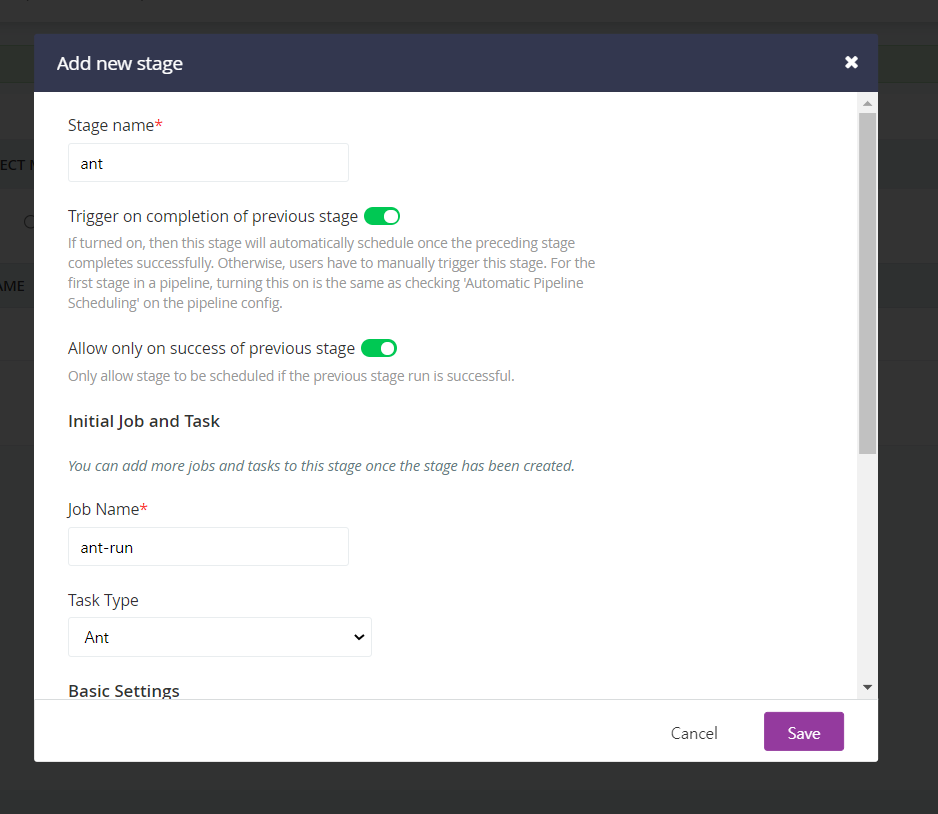 Add new stage
Stage name*
ant
Trigger on completion of previous stage
If turned on, then this stage will automatically schedule once the preceding stage
completes successfully. Otherwise, users have to manually trigger this stage. For the
first stage in a pipeline, turning this on is the same as checking 'Automatic Pipeline
Scheduling' on the pipeline config.
Allow only on success of previous stage
Only allow stage to be scheduled if the previous stage run is successful.
Initial Job and Task
You can add more jobs and tasks to this stage once the stage has been created.
Job Name*
ant-run
Task Type
Ant
Basic Settings
Cancel
Save